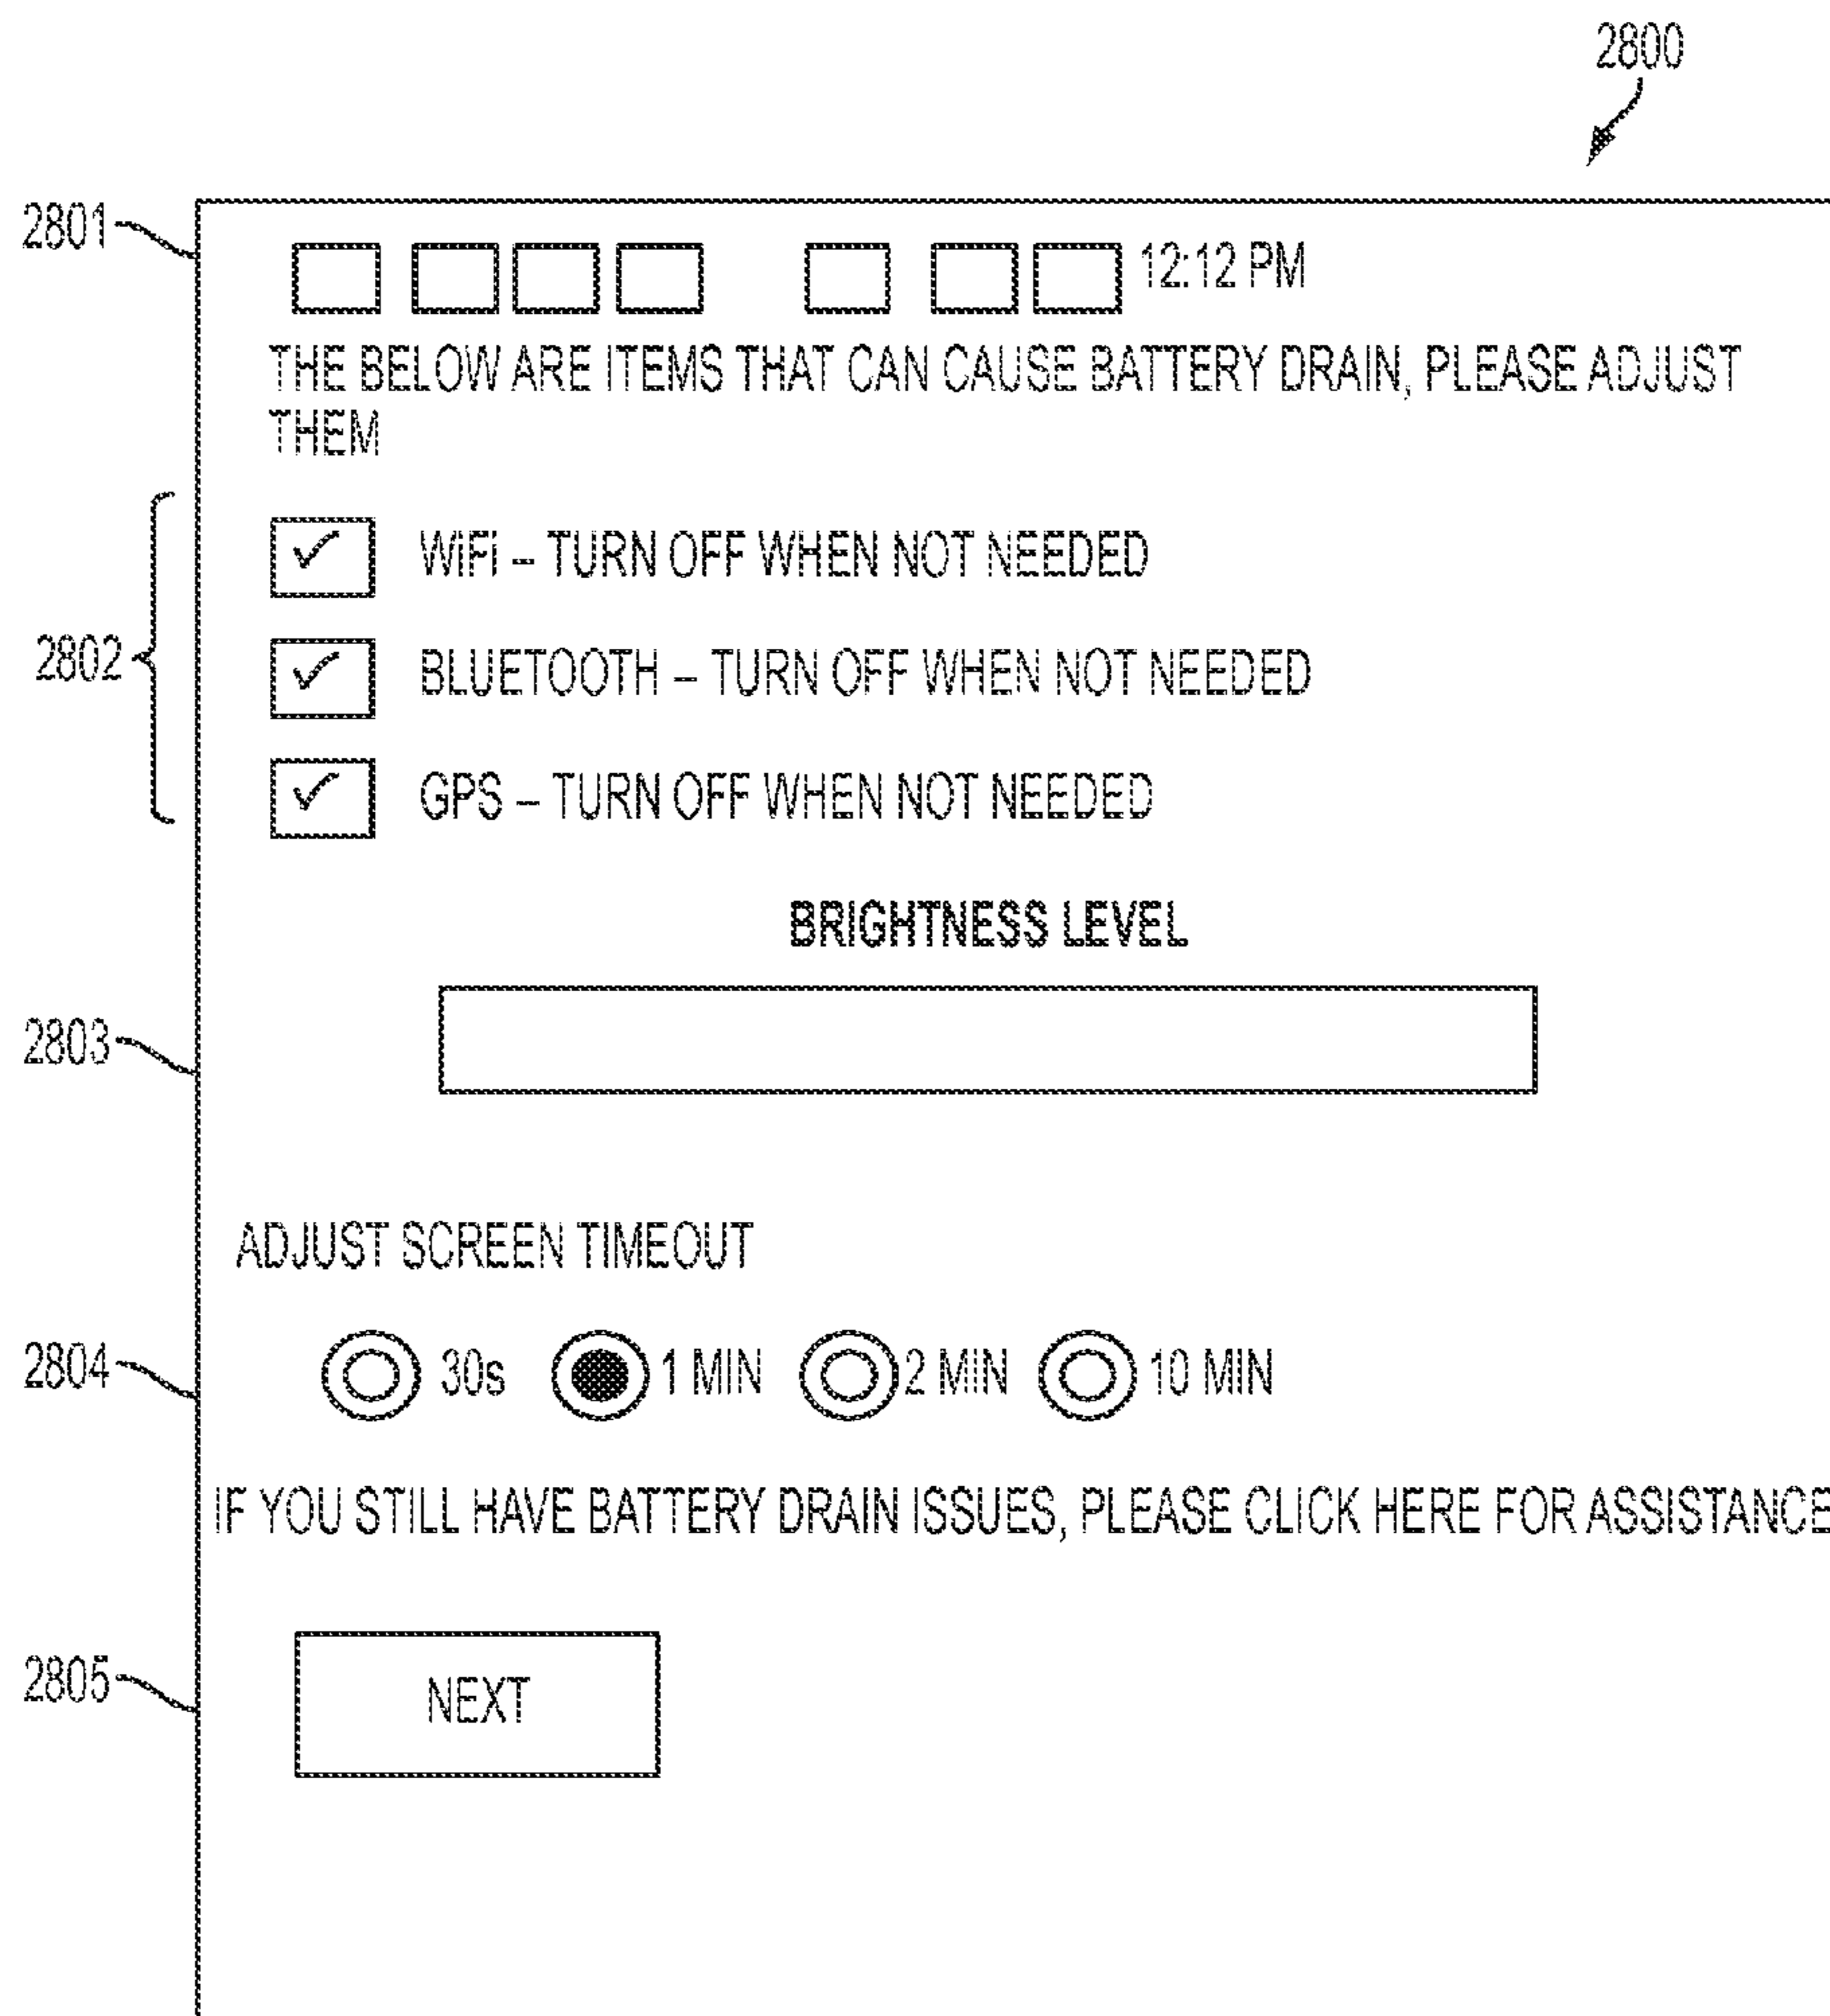 2800
2801
12:12 PM
THE BELOW ARE ITEMS THAT CAN CAUSE BATTERY DRAIN, PLEASE ADJUST
THEM
2802
WiFi – TURN OFF WHEN NOT NEEDED
BLUETOOTH – TURN OFF WHEN NOT NEEDED
GPS – TURN OFF WHEN NOT NEEDED
BRIGHTNESS LEVEL
2803
ADJUST SCREEN TIMEOUT
2804
30s 1 MIN 2 MIN 10 MIN
IF YOU STILL HAVE BATTERY DRAIN ISSUES, PLEASE CLICK HERE FOR ASSISTANCE
2805
NEXT